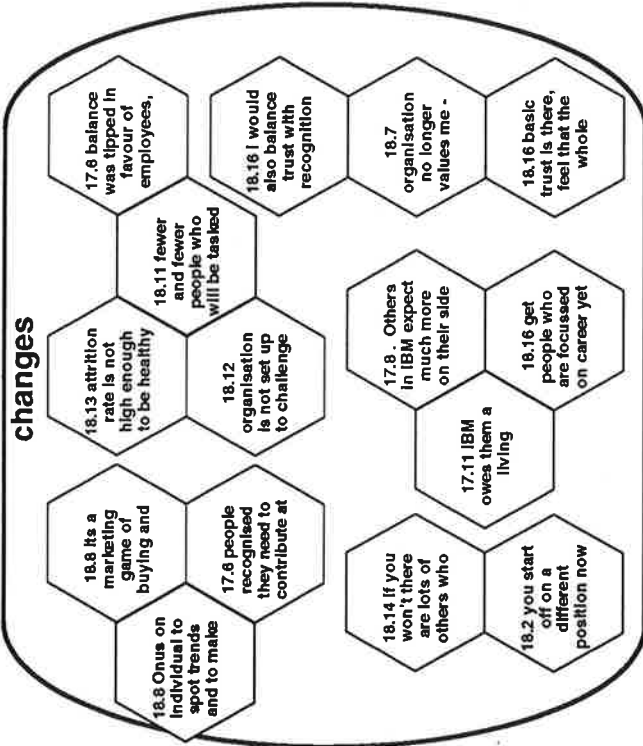 changes
18.8 Its a
marketing
game of
buying and
18.8 Onus on
individual to
spot trends
and to make
17.6 people
recognised
they need to
contribute at
18.13 attrition
rate is not
high enough
to be healthy
18.11 fewer
and fewer
people who
will be tasked
18.12
organisation
is not set up
to challenge
17.6 balance
was tipped in
favour of
employees,
18.16 I would
also balance
trust with
recognition
18.7
organisation
no longer
values me -
18.16 basic
trust is there,
feel that the
whole
18.14 If you
won't there
are lots of
others who
18.2 you start
off on a
different
position now
17.8 . Others
in IBM expect
much more
on their side
17.11 IBM
owes them a
living
18.16 get
people who
are focussed
on career yet